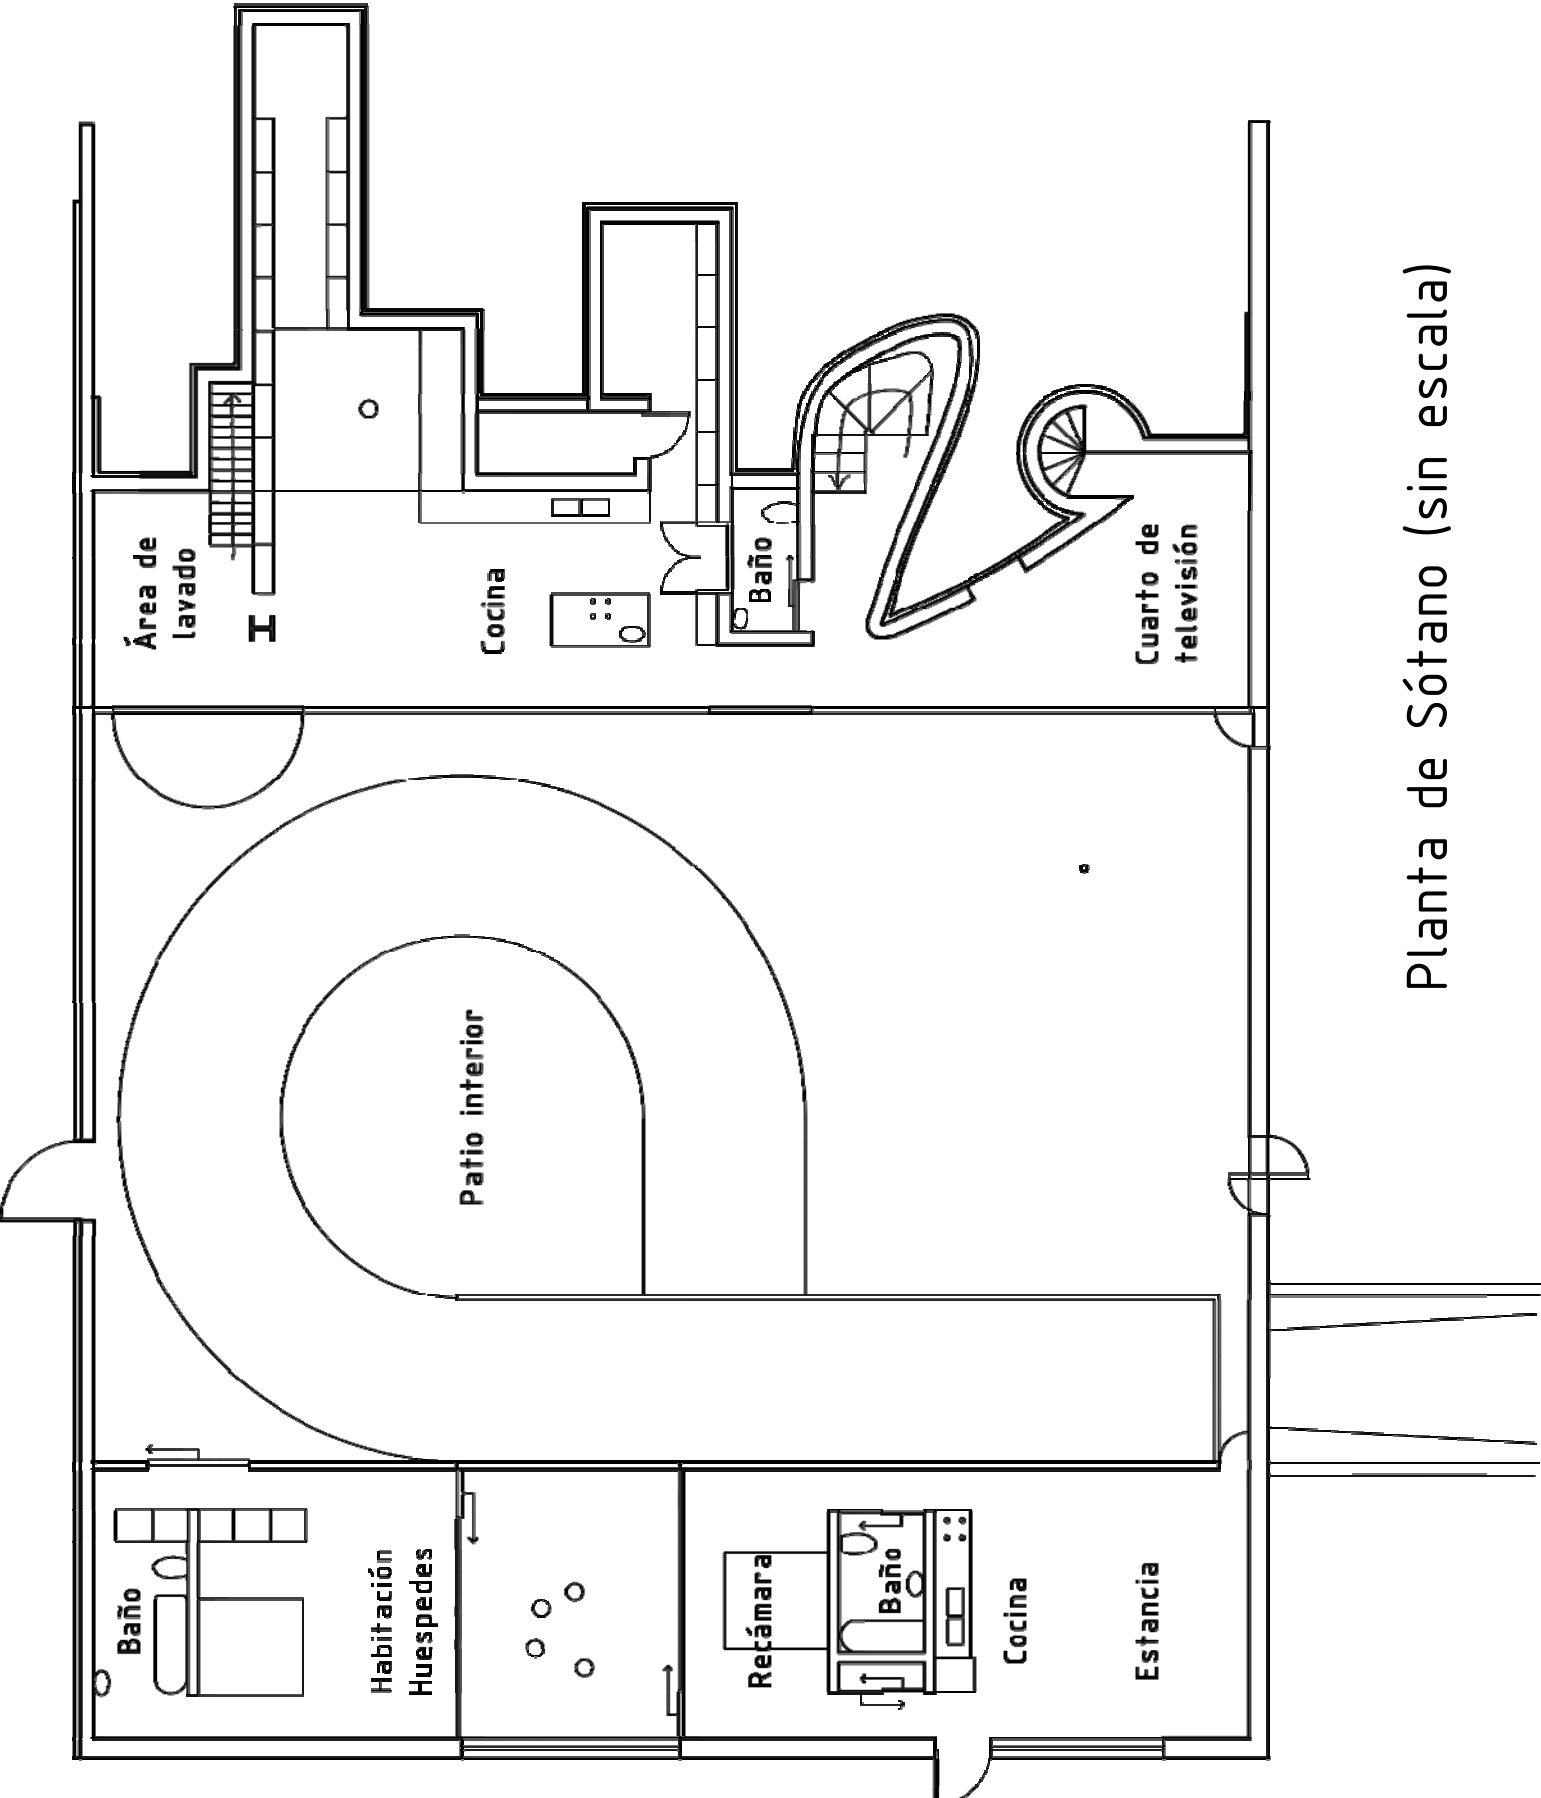 Área de
lavado
Cocina
Baño
Cuarto de
televisión
Patio interior
Baño
Habitación
Huespedes
Recámara
Baño
Cocina
Estancia
Planta de Sótano (sin escala)